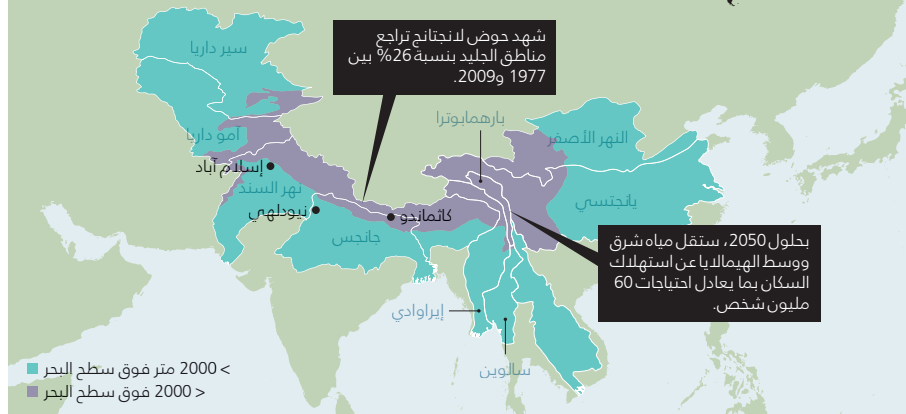 شهد حوض لانجتانج تراجع
مناطق الجليد بنسبة 26% بين
1977 و2009.
سير داريا
بارهمابوترا
آمو داريا
النهر الأصفر
إسلام آباد
نهر السند
يانجتسي
نيودلهي
كاثماندو
جانجس
بحلول 2050، ستقل مياه شرق
ووسط الهيمالايا عن استهلاك
السكان بما يعادل احتياجات 60
مليون شخص.
إيراوادي
سالوين
> 2000 متر فوق سطح البحر
< 2000 فوق سطح البحر